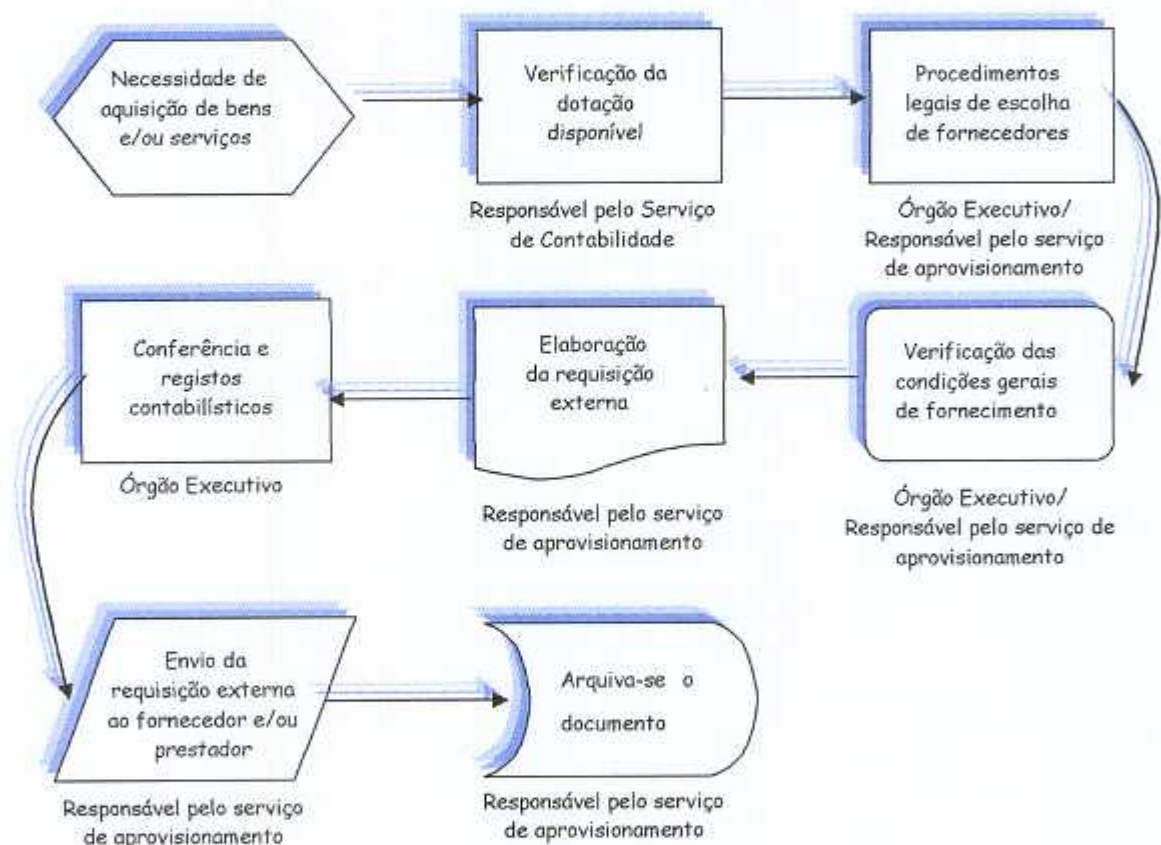 Necessidade de
aquisição de bens
e/ou serviços
Verificação da
dotação
disponível
Responsável pelo Serviço
de Contabilidade
Procedimentos
legais de escolha
de fornecedores
Órgão Executivo/
Responsável pelo serviço
de aprovisionamento
Verificação das
condições gerais
de fornecimento
Órgão Executivo/
Responsável pelo serviço de
aprovisionamento
Elaboração
da requisição
externa
Responsável pelo serviço
de aprovisionamento
Conferência e
registos
contabilísticos
Órgão Executivo
Envio da
requisição externa
ao fornecedor e/ou
prestador
Responsável pelo serviço
de aprovisionamento
Arquiva-se o
documento
Responsável pelo serviço
de aprovisionamento